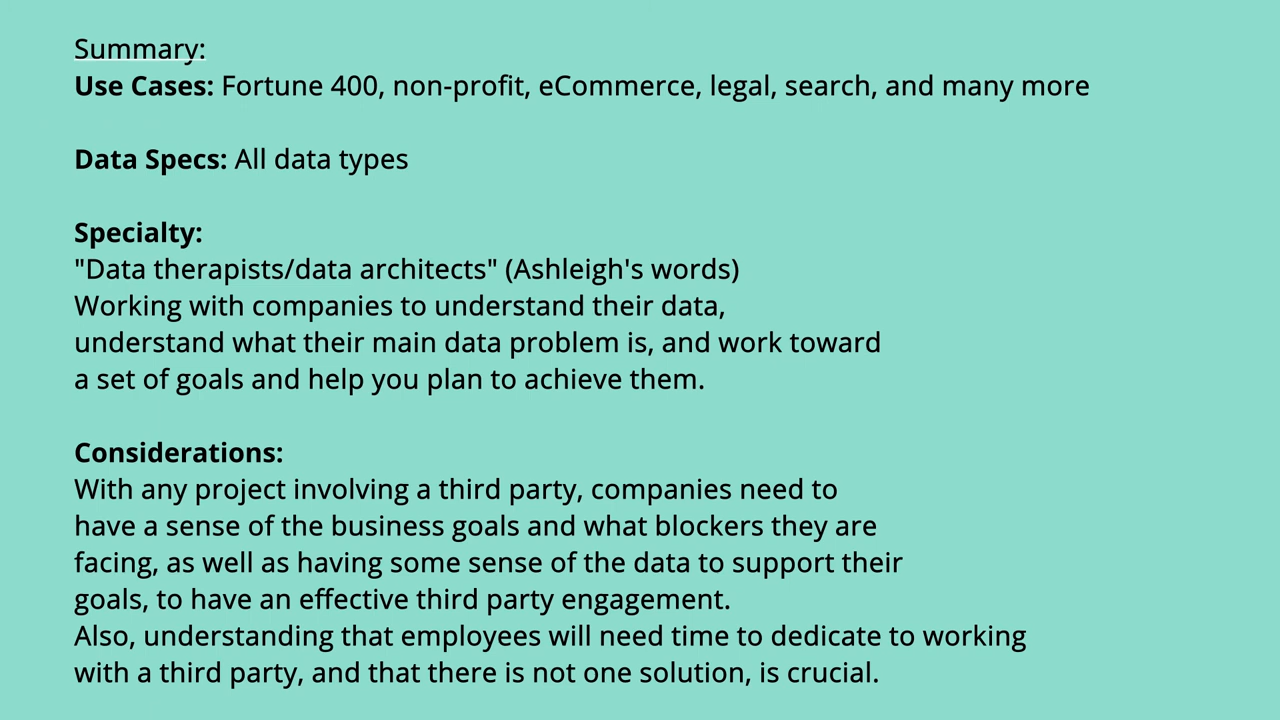 Summary:
Use Cases: Fortune 400, non-profit, eCommerce, legal, search, and many more
Data Specs: All data types
Specialty:
"Data therapists/data architects" (Ashleigh's words)
Working with companies to understand their data,
understand what their main data problem is, and work toward
a set of goals and help you plan to achieve them.
Considerations:
With any project involving a third party, companies need to
have a sense of the business goals and what blockers they are
facing, as well as having some sense of the data to support their
goals, to have an effective third party engagement.
Also, understanding that employees will need time to dedicate to working
with a third party, and that there is not one solution, is crucial.